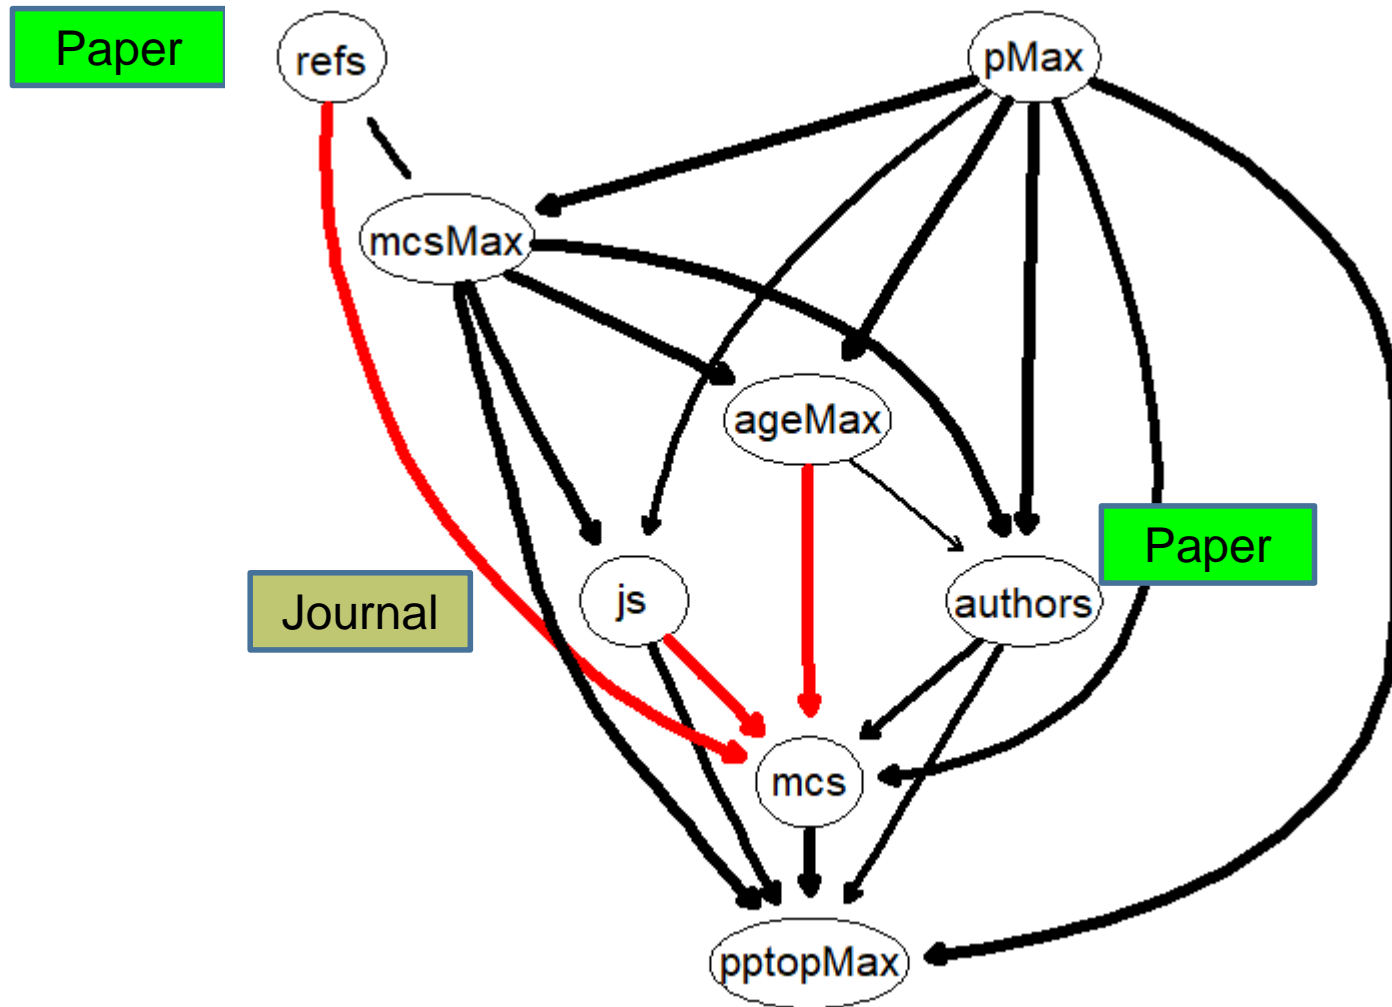 Paper
refs
pMax
mcsMax
ageMax
Paper
js
authors
Journal
mcs
pptopMax